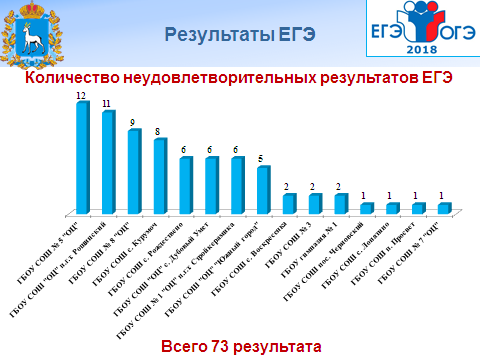 Результаты ЕГЭ
ЕГЭ ОГЭ
2018
Количество неудовлетворительных результатов ЕГЭ
12
11
9
8
6
6
6
5
2
2
2
1
1
1
1
ГБОУ СОШ № 5 "ОЦ"
ГБОУ СОШ "ОЦ" п.г.т. Рощинский
ГБОУ СОШ № 8 "ОЦ"
ГБОУ СОШ с. Курумоч
ГБОУ СОШ с. Рождествено
ГБОУ СОШ "ОЦ" с. Дубовый Умет
ГБОУ СОШ № 1 "ОЦ" п.г.т. Стройкерамика
ГБОУ СОШ "ОЦ" "Южный город"
ГБОУ СОШ с. Воскресенка
ГБОУ СОШ № 3
ГБОУ гимназия № 1
ГБОУ СОШ пос. Черновский
ГБОУ СОШ с. Лопатино
ГБОУ СОШ п. Просвет
ГБОУ СОШ № 7 "ОЦ"
Всего 73 результата